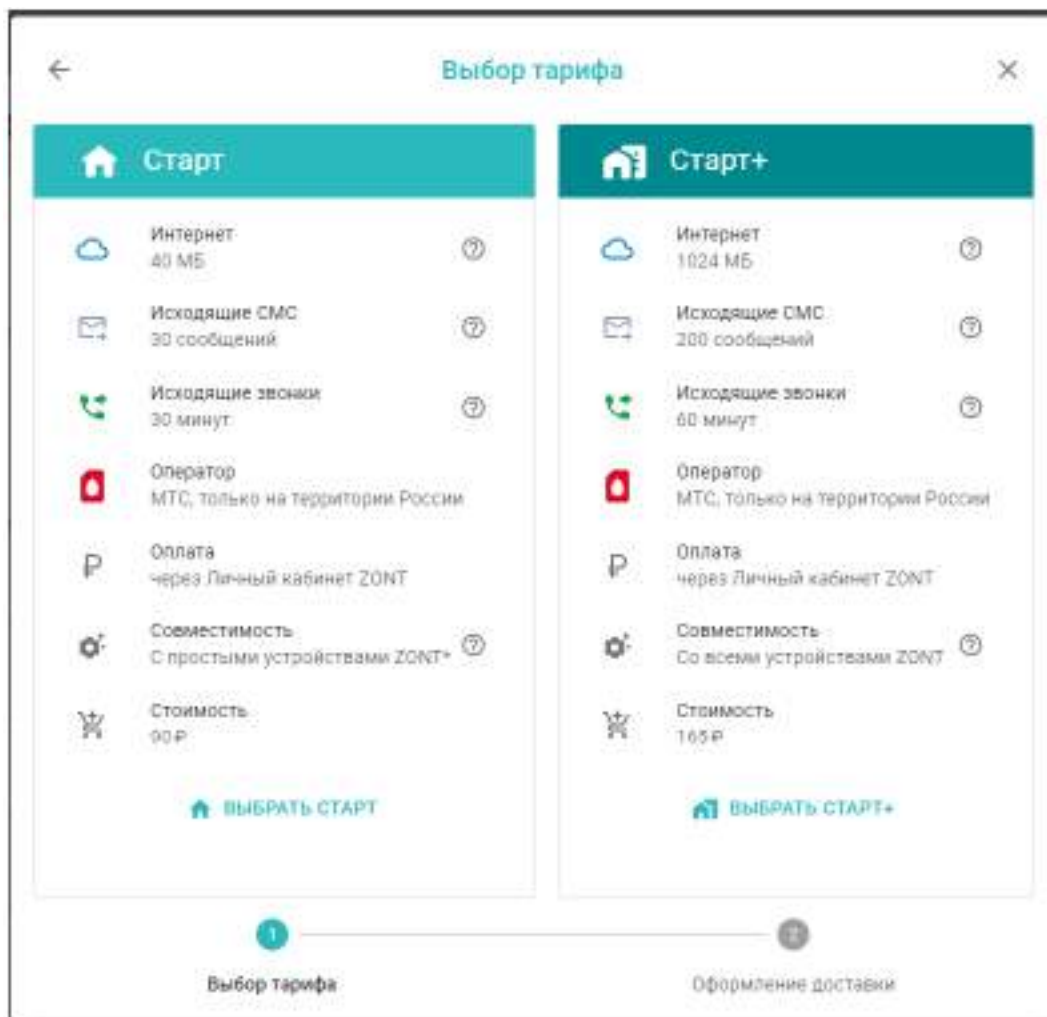 Выбор тарифа
Старт
Интернет
40 МБ
Исходящие СМС
30 сообщений
Исходящие звонки
30 минут
Оператор
МТС, только на территории России
Оплата
через Личный кабинет ZONT
Совместимость
С простыми устройствами ZONT*
Стоимость
90 ₽
ВЫБРАТЬ СТАРТ
Старт+
Интернет
1024 МБ
Исходящие СМС
200 сообщений
Исходящие звонки
60 минут
Оператор
МТС, только на территории России
Оплата
через Личный кабинет ZONT
Совместимость
Со всеми устройствами ZONT
Стоимость
165 ₽
ВЫБРАТЬ СТАРТ+
1
2
Выбор тарифа
Оформление доставки